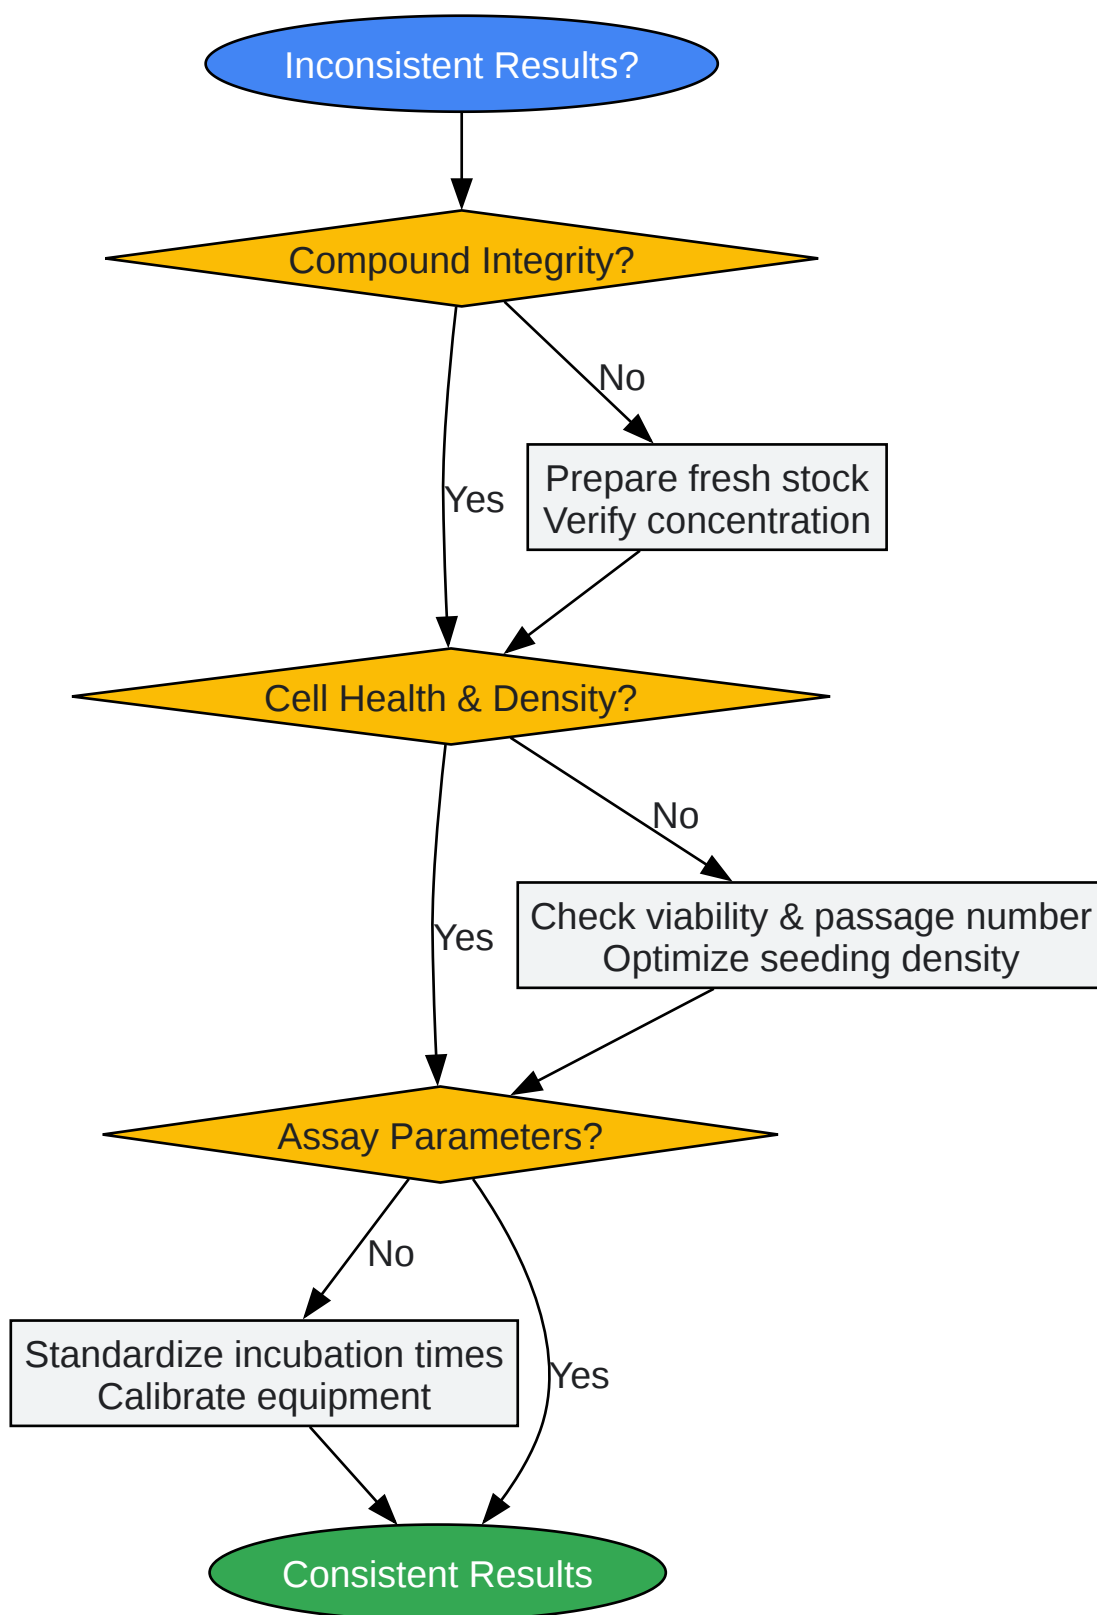 Inconsistent Results?
Compound Integrity?
No
Prepare fresh stock
Verify concentration
Yes
Cell Health & Density?
No
Check viability & passage number
Optimize seeding density
Yes
Assay Parameters?
No
Standardize incubation times
Calibrate equipment
Yes
Consistent Results